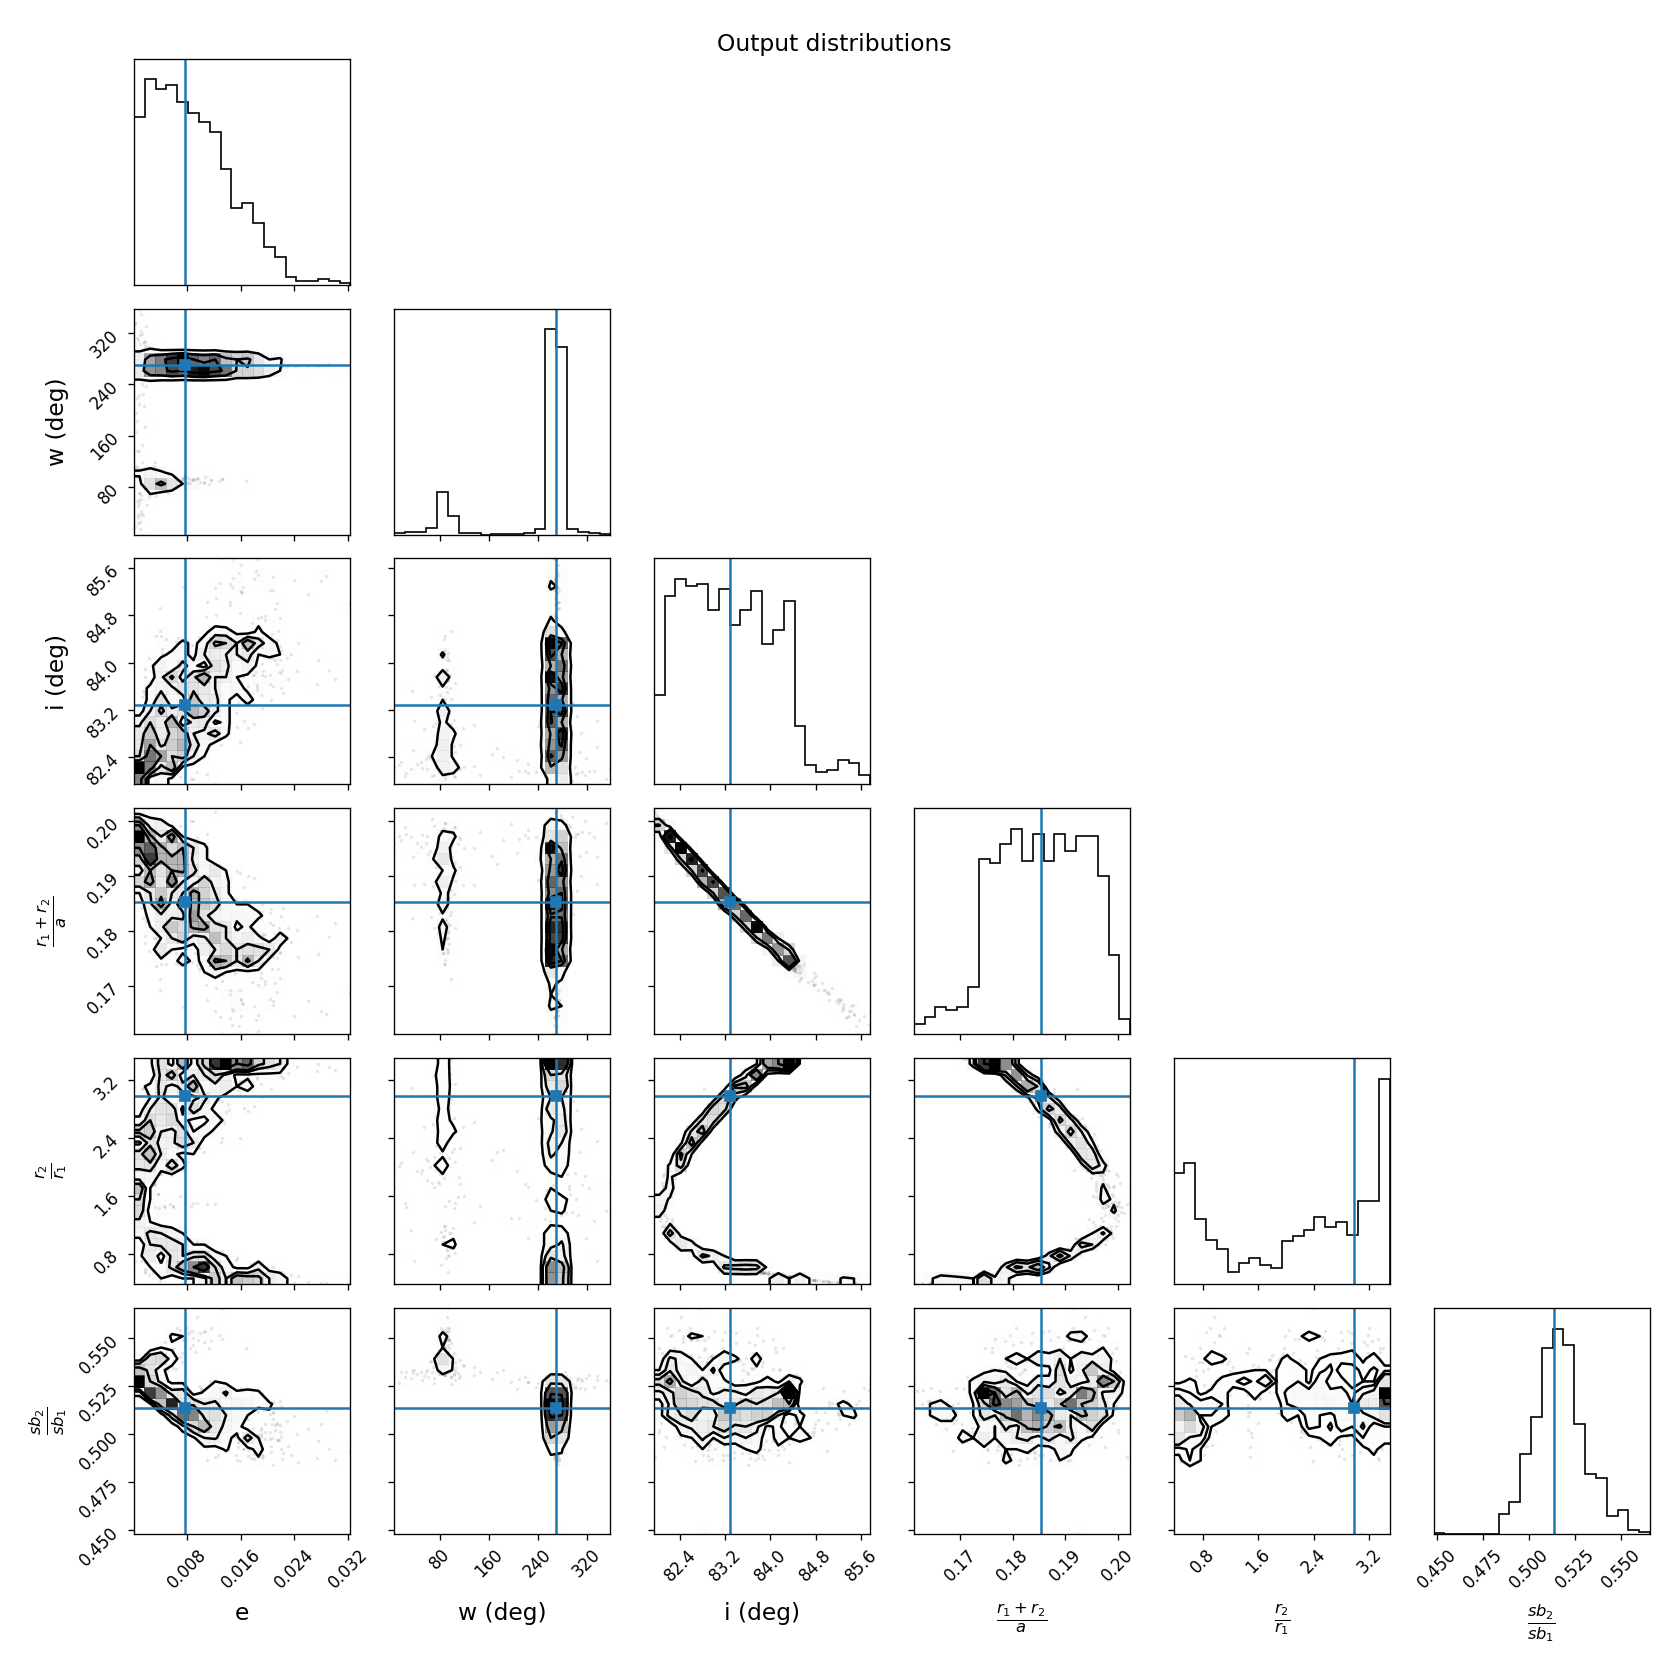 Output distributions
w (deg)
320
240
160
80
i (deg)
85.6
84.8
84.0
83.2
82.4
r₁ + r₂
a
0.20
0.19
0.18
0.17
r₂
r₁
3.2
2.4
1.6
0.8
sb₂
sb₁
0.550
0.525
0.500
0.475
0.450
0.008 0.016 0.024 0.032 80 160 240 320 82.4 83.2 84.0 84.8 85.6 0.17 0.18 0.19 0.20 0.8 1.6 2.4 3.2 0.450 0.475 0.500 0.525 0.550
e w (deg) i (deg) r₁ + r₂ r₂ sb₂
a r₁ sb₁